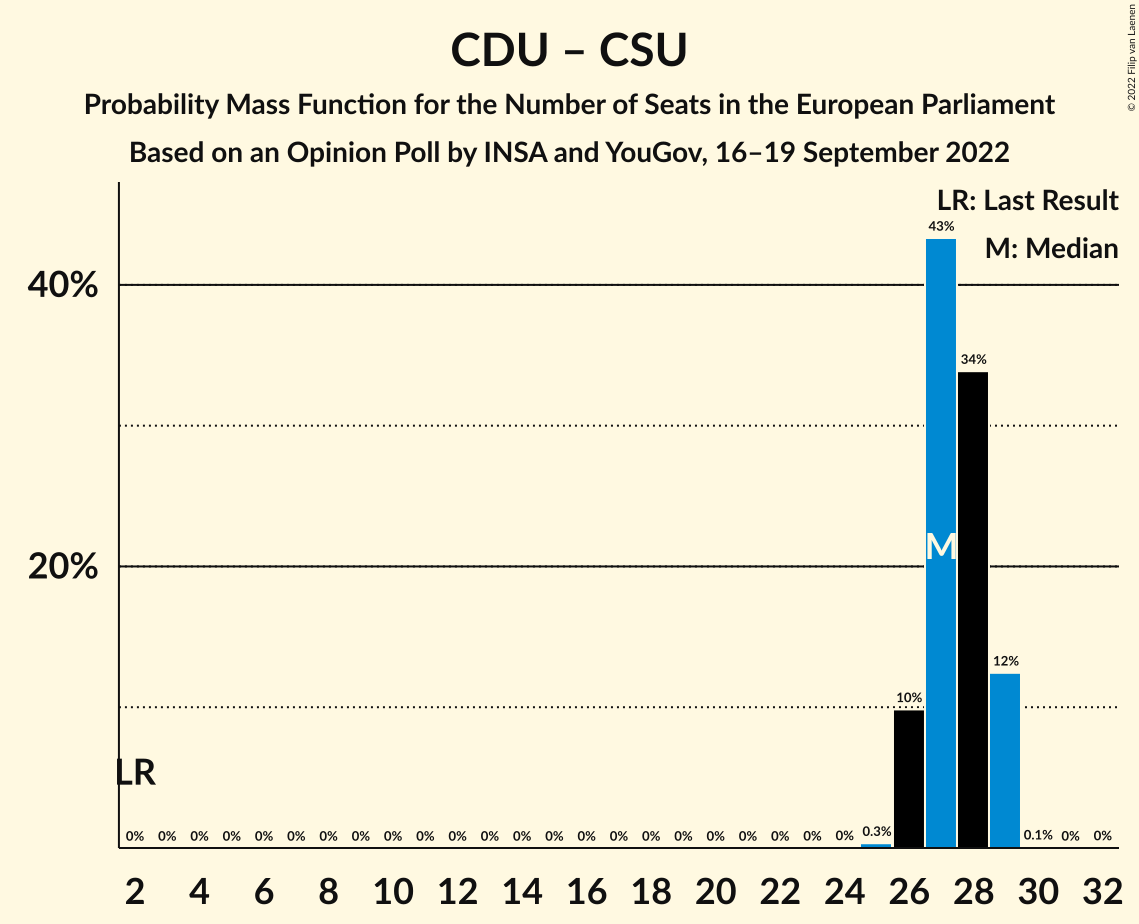 CDU – CSU
Probability Mass Function for the Number of Seats in the European Parliament
Based on an Opinion Poll by INSA and YouGov, 16–19 September 2022
© 2022 Filip van Laenen
LR: Last Result
M: Median
43%
40%
34%
M
20%
12%
10%
LR
0% 0% 0% 0% 0% 0% 0% 0% 0% 0% 0% 0% 0% 0% 0% 0% 0% 0% 0% 0% 0% 0% 0% 0.3% 0.1% 0% 0%
2 4 6 8 10 12 14 16 18 20 22 24 26 28 30 32